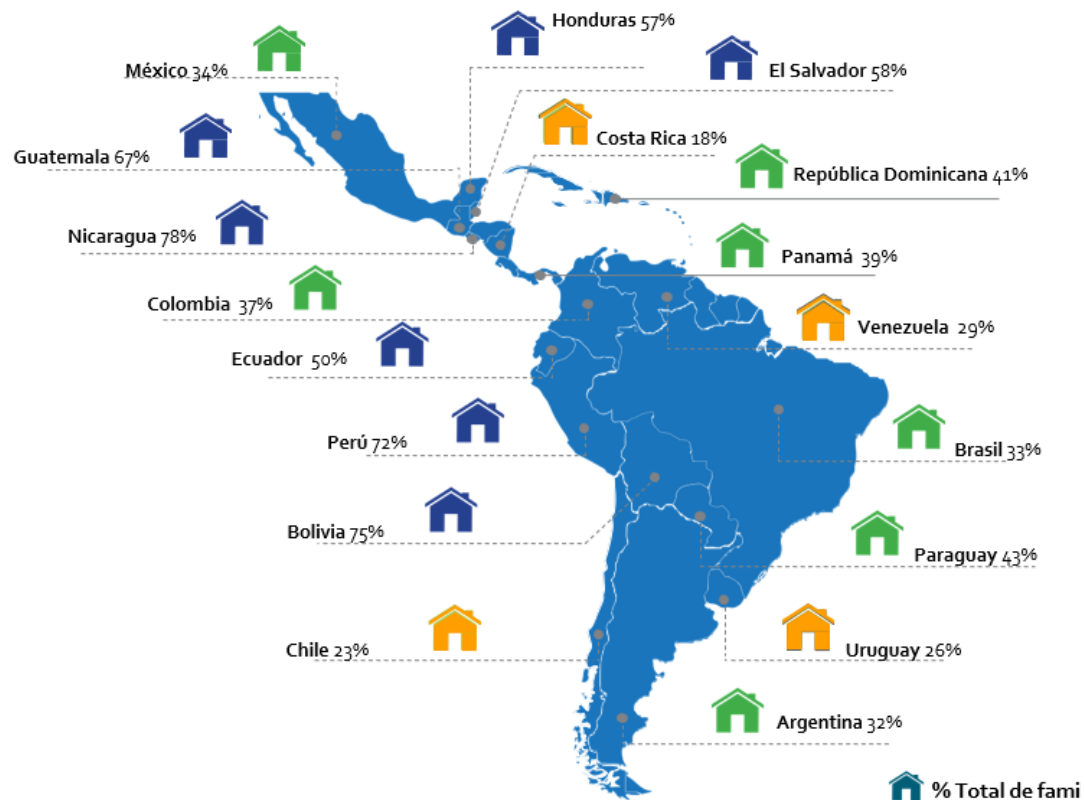 Honduras 57%
México 34%
El Salvador 58%
Costa Rica 18%
Guatemala 67%
República Dominicana 41%
Nicaragua 78%
Panamá 39%
Colombia 37%
Venezuela 29%
Ecuador 50%
Perú 72%
Brasil 33%
Bolivia 75%
Paraguay 43%
Chile 23%
Uruguay 26%
Argentina 32%
% Total de fami